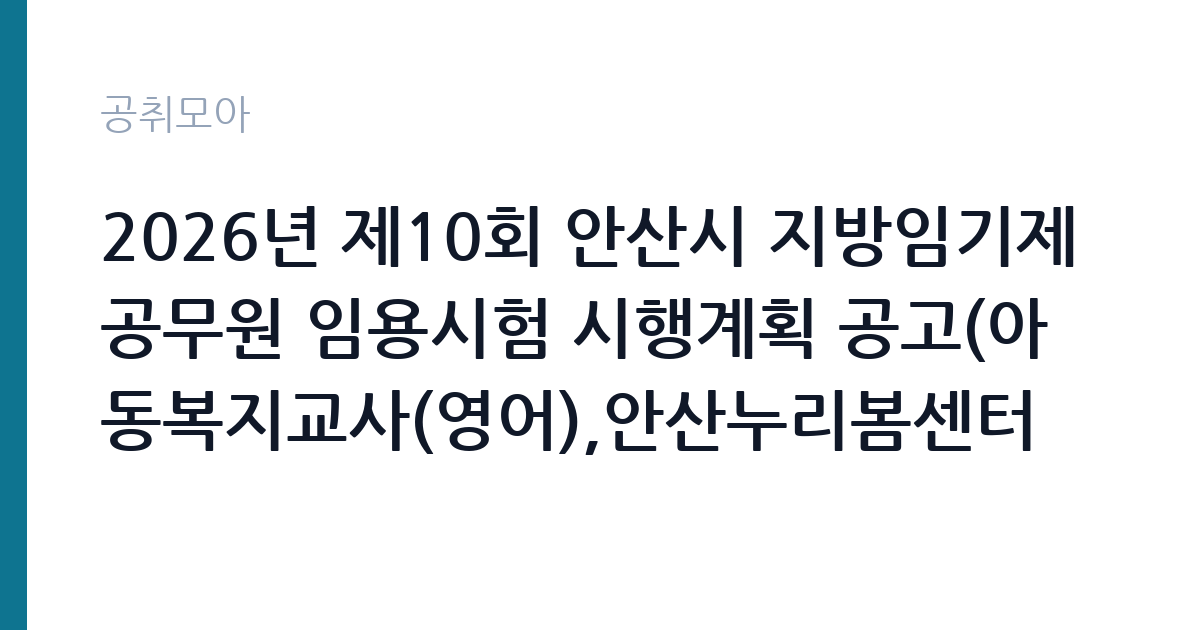 공취모아
2026년 제10회 안산시 지방임기제
공무원 임용시험 시행계획 공고(아
동복지교사(영어),안산누리봄센터